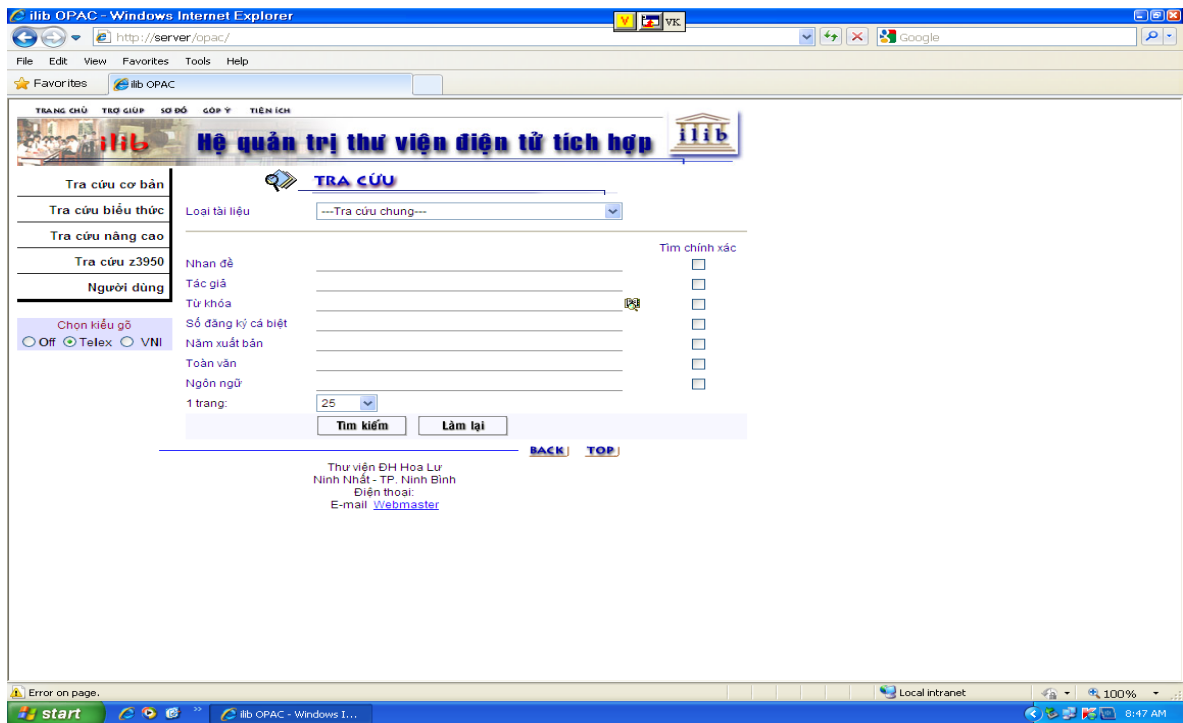 ilib OPAC - Windows Internet Explorer
V VK
http://server/opac/
Google
File Edit View Favorites Tools Help
Favorites ilib OPAC
TRANG CHỦ TRỢ GIÚP SƠ ĐỒ GÓP Ý TIỆN ÍCH
ilib Hệ quản trị thư viện điện tử tích hợp ilib
Tra cứu cơ bản
Tra cứu biểu thức
Tra cứu nâng cao
Tra cứu z3950
Người dùng
Chọn kiểu gõ
Off Telex VNI
TRA CỨU
Loại tài liệu ---Tra cứu chung---
Tìm chính xác
Nhan đề
Tác giả
Từ khóa
Số đăng ký cá biệt
Năm xuất bản
Toàn văn
Ngôn ngữ
1 trang: 25
Tìm kiếm Làm lại
BACK TOP
Thư viện ĐH Hoa Lư
Ninh Nhất - TP. Ninh Bình
Điện thoại:
E-mail Webmaster
Error on page. Local intranet 100%
start ilib OPAC - Windows I... 8:47 AM